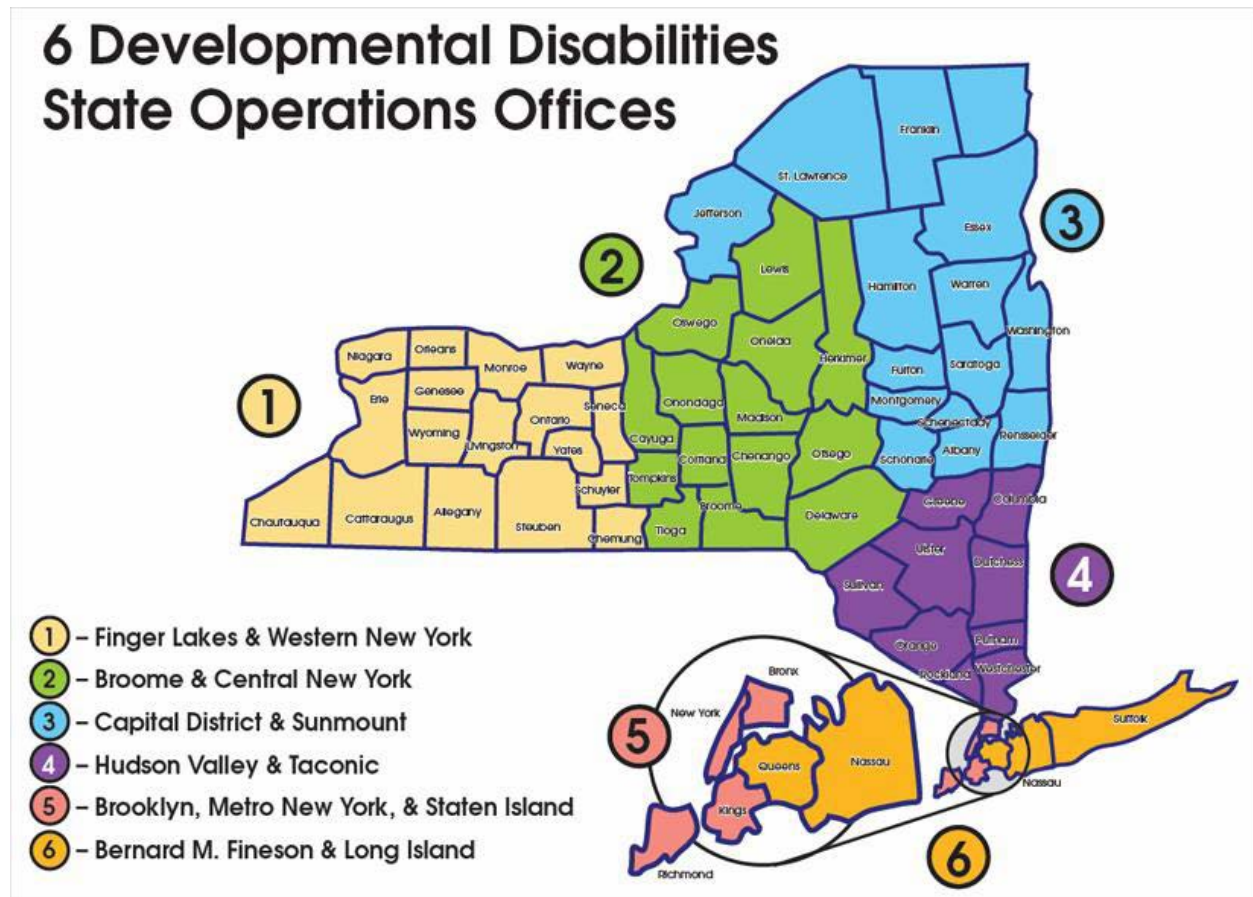 6 Developmental Disabilities
State Operations Offices
Franklin
St. Lawrence
Jefferson
Essex
3
2
Lewis
Hamilton
Warren
Oswego
Washington
Oneida
Herkimer
Niagara
Orleans
Monroe
Wayne
Fulton
Saratoga
1
Erie
Genesee
Seneca
Onondaga
Montgomery
Ontario
Madison
Schenectady
Wyoming
Livingston
Yates
Cayuga
Cortland
Chenango
Otsego
Schoharie
Albany
Rensselaer
Tompkins
Schuyler
Chautauqua
Cattaraugus
Allegany
Steuben
Chemung
Tioga
Broome
Delaware
Greene
Columbia
Ulster
Dutchess
Sullivan
4
Orange
Putnam
Rockland
Westchester
1 – Finger Lakes & Western New York
2 – Broome & Central New York
3 – Capital District & Sunmount
4 – Hudson Valley & Taconic
5 – Brooklyn, Metro New York, & Staten Island
6 – Bernard M. Fineson & Long Island
Bronx
New York
5
Queens
Nassau
Kings
Richmond
Suffolk
Nassau
6